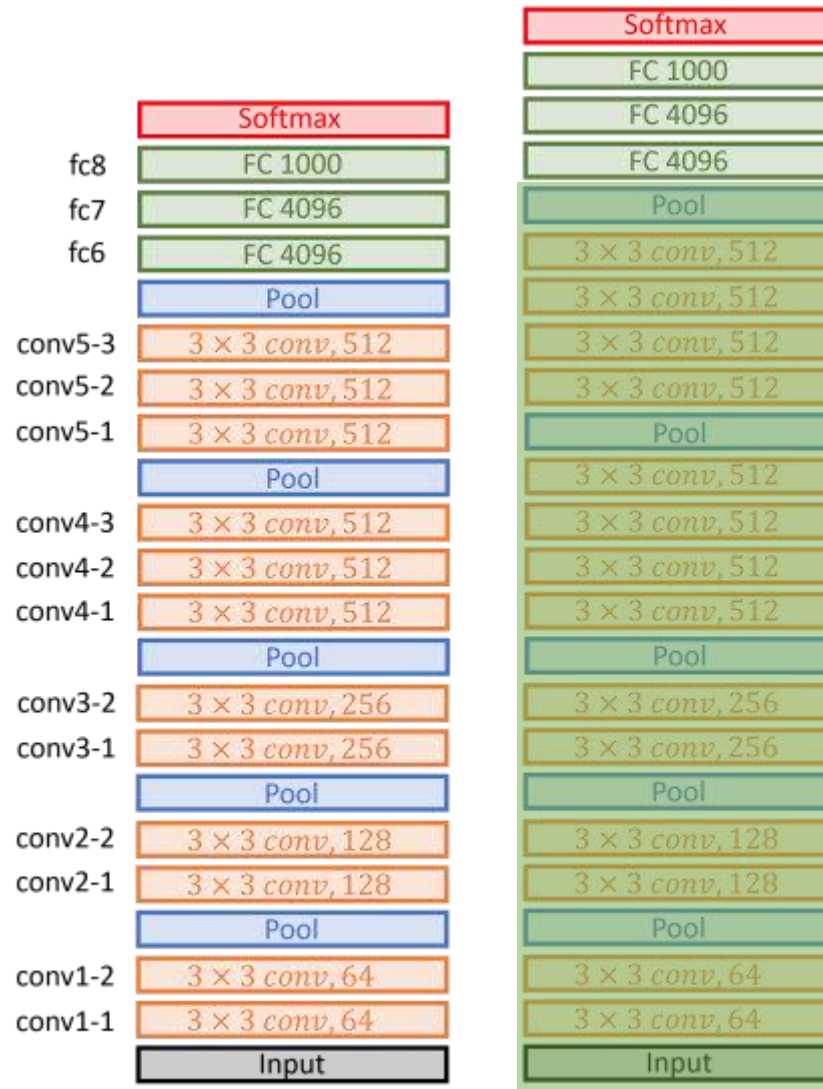 Softmax
fc8 FC 1000
fc7 FC 4096
fc6 FC 4096
Pool
conv5-3 3 × 3 conv, 512
conv5-2 3 × 3 conv, 512
conv5-1 3 × 3 conv, 512
Pool
conv4-3 3 × 3 conv, 512
conv4-2 3 × 3 conv, 512
conv4-1 3 × 3 conv, 512
Pool
conv3-2 3 × 3 conv, 256
conv3-1 3 × 3 conv, 256
Pool
conv2-2 3 × 3 conv, 128
conv2-1 3 × 3 conv, 128
Pool
conv1-2 3 × 3 conv, 64
conv1-1 3 × 3 conv, 64
Input
Softmax
FC 1000
FC 4096
FC 4096
Pool
3 × 3 conv, 512
3 × 3 conv, 512
3 × 3 conv, 512
3 × 3 conv, 512
Pool
3 × 3 conv, 512
3 × 3 conv, 512
3 × 3 conv, 512
3 × 3 conv, 512
Pool
3 × 3 conv, 256
3 × 3 conv, 256
Pool
3 × 3 conv, 128
3 × 3 conv, 128
Pool
3 × 3 conv, 64
3 × 3 conv, 64
Input